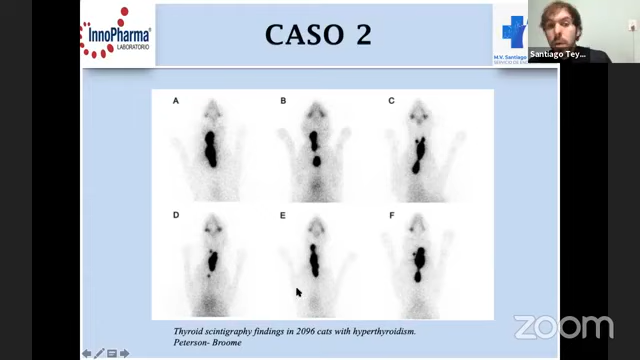 InnoPharma
LABORATORIO
CASO 2
M.V. Santiago
Santiago Tey...
A
B
C
D
E
F
Thyroid scintigraphy findings in 2096 cats with hyperthyroidism.
Peterson- Broome
zoom